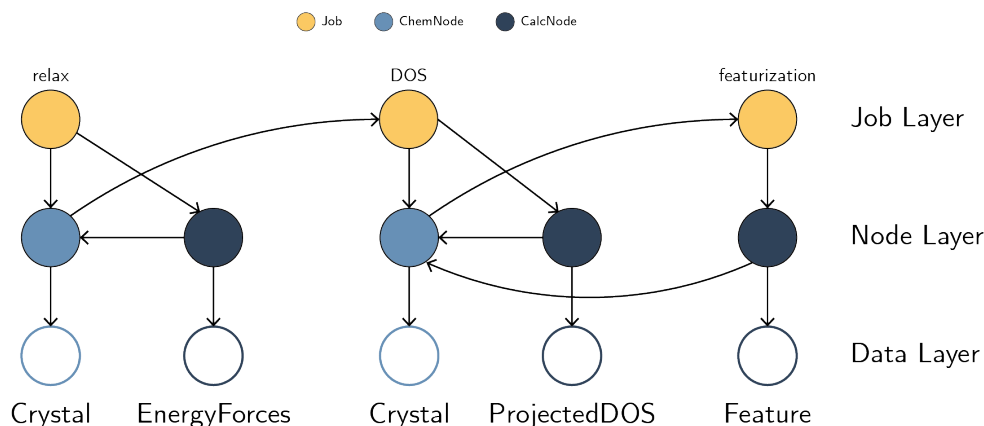 Job ChemNode CalcNode
relax DOS featurization
Job Layer
Node Layer
Data Layer
Crystal EnergyForces Crystal ProjectedDOS Feature